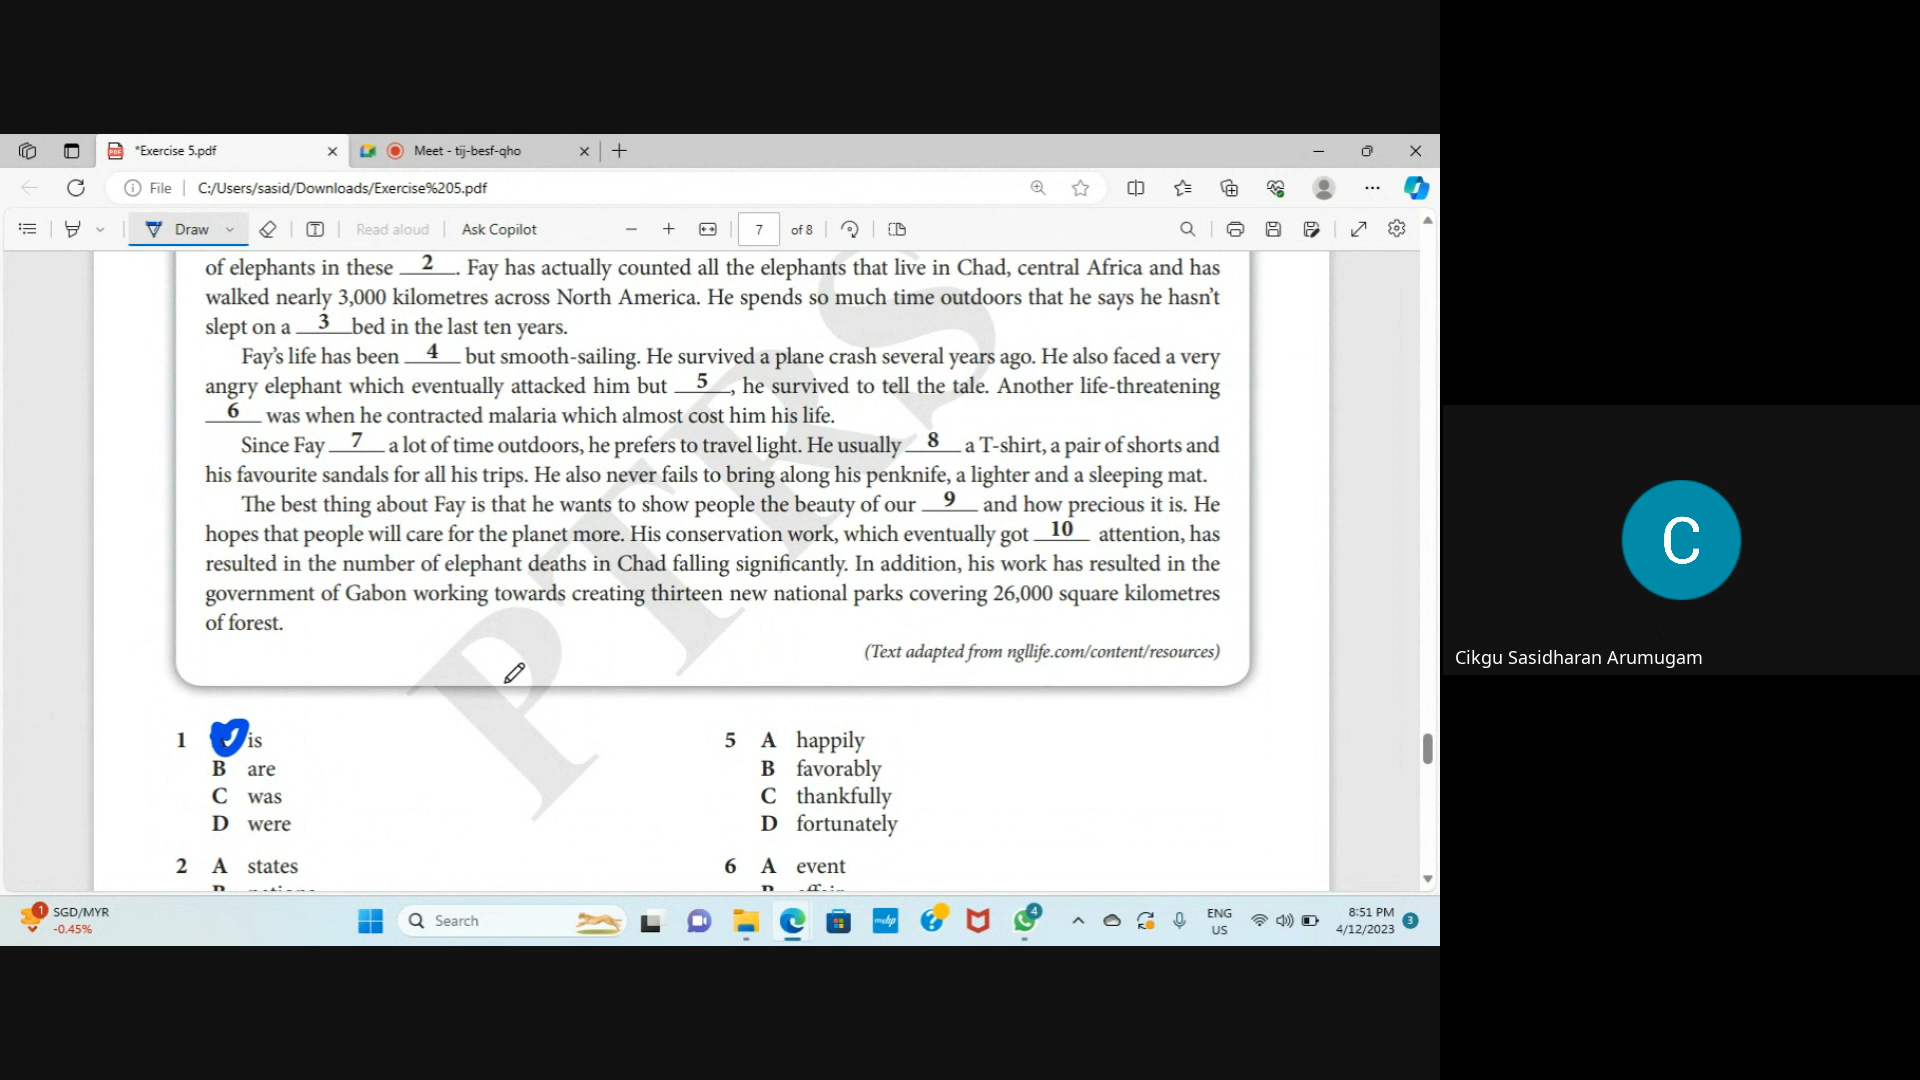 *Exercise 5.pdf
Meet - tij-besf-qho
File
C:/Users/sasid/Downloads/Exercise%205.pdf
Draw
Read aloud
Ask Copilot
7
of 8
of elephants in these 2. Fay has actually counted all the elephants that live in Chad, central Africa and has
walked nearly 3,000 kilometres across North America. He spends so much time outdoors that he says he hasn't
slept on a 3 bed in the last ten years.
Fay's life has been 4 but smooth-sailing. He survived a plane crash several years ago. He also faced a very
angry elephant which eventually attacked him but 5, he survived to tell the tale. Another life-threatening
6 was when he contracted malaria which almost cost him his life.
Since Fay 7 a lot of time outdoors, he prefers to travel light. He usually 8 a T-shirt, a pair of shorts and
his favourite sandals for all his trips. He also never fails to bring along his penknife, a lighter and a sleeping mat.
The best thing about Fay is that he wants to show people the beauty of our 9 and how precious it is. He
hopes that people will care for the planet more. His conservation work, which eventually got 10 attention, has
resulted in the number of elephant deaths in Chad falling significantly. In addition, his work has resulted in the
government of Gabon working towards creating thirteen new national parks covering 26,000 square kilometres
of forest.
(Text adapted from ngllife.com/content/resources)
PTRS
1 is
B are
C was
D were
2 A states
5 A happily
B favorably
C thankfully
D fortunately
6 A event
C
Cikgu Sasidharan Arumugam
1
SGD/MYR
-0.45%
Search
myhp
4
ENG
US
8:51 PM
4/12/2023
3